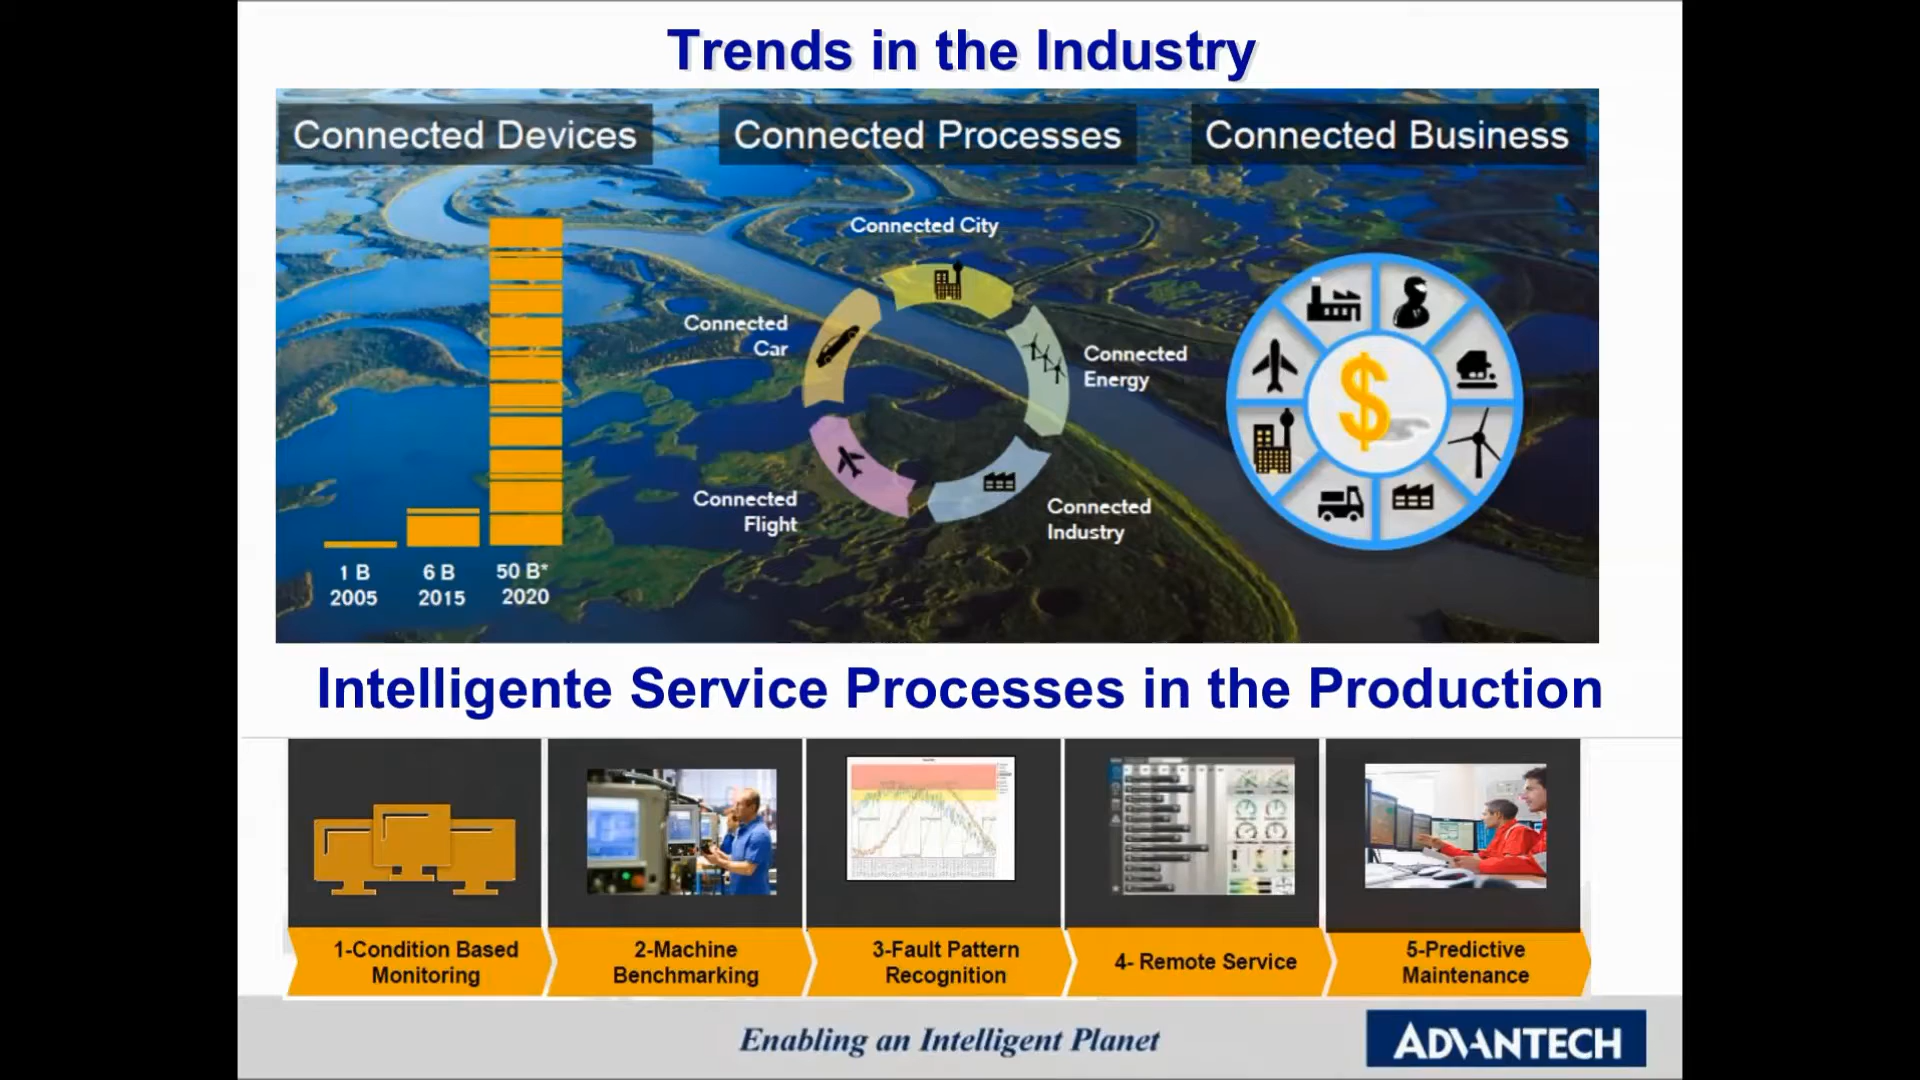 Trends in the Industry
Connected Devices
Connected Processes
Connected Business
Connected City
Connected
Car
Connected
Energy
Connected
Flight
Connected
Industry
1 B
2005
6 B
2015
50 B*
2020
$
Intelligente Service Processes in the Production
1-Condition Based
Monitoring
2-Machine
Benchmarking
3-Fault Pattern
Recognition
4- Remote Service
5-Predictive
Maintenance
Enabling an Intelligent Planet
ADVANTECH